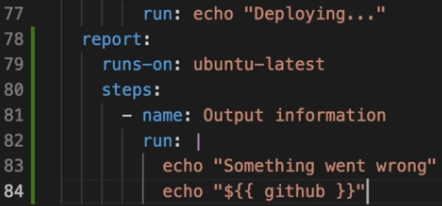 77 run: echo "Deploying..."
78 report:
79 runs-on: ubuntu-latest
80 steps:
81 - name: Output information
82 run: |
83 echo "Something went wrong"
84 echo "${{ github }}"